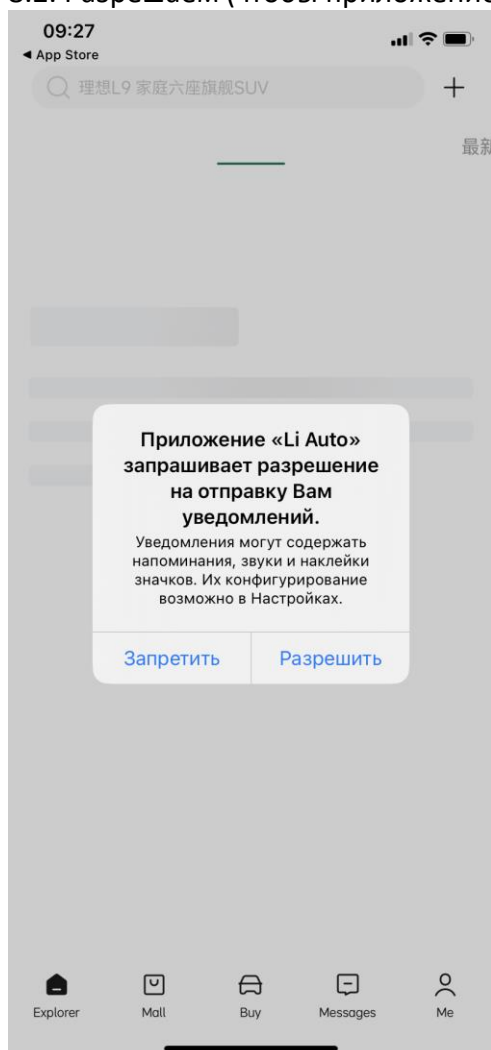 09:27
◀ App Store
理想L9 家庭六座旗舰SUV
最新
Приложение «Li Auto»
запрашивает разрешение
на отправку Вам
уведомлений.
Уведомления могут содержать
напоминания, звуки и наклейки
значков. Их конфигурирование
возможно в Настройках.
Запретить Разрешить
Explorer Mall Buy Messages Me